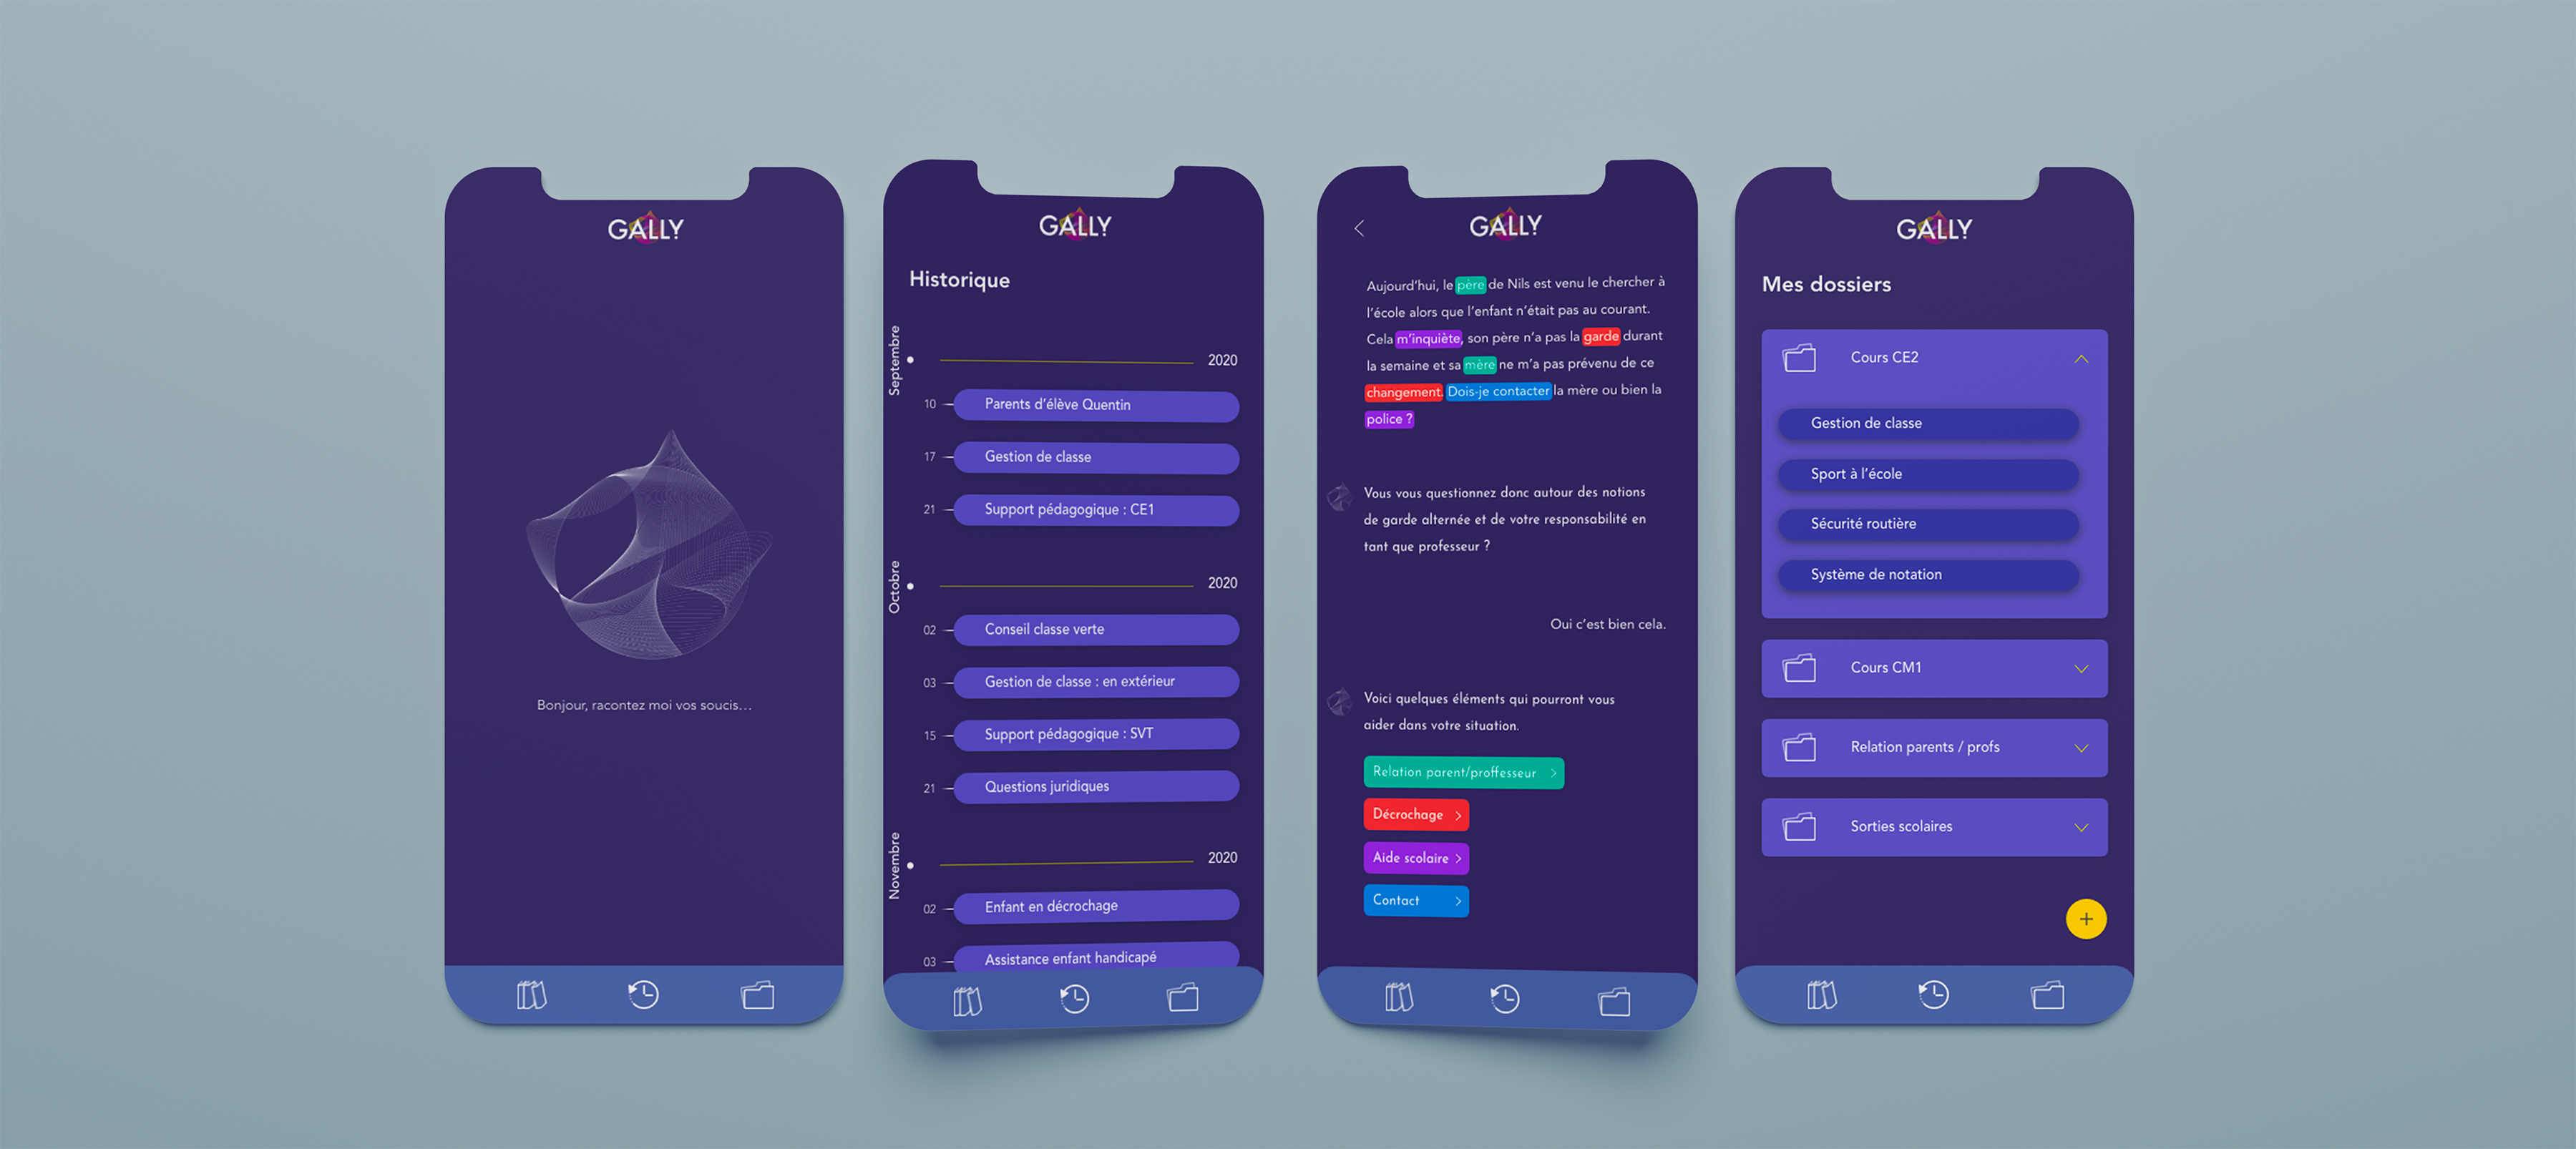 GALLY
Bonjour, racontez moi vos soucis...
GALLY
Historique
Septembre
2020
10
Parents d'élève Quentin
17
Gestion de classe
21
Support pédagogique : CE1
Octobre
2020
02
Conseil classe verte
03
Gestion de classe : en extérieur
15
Support pédagogique : SVT
21
Questions juridiques
Novembre
2020
02
Enfant en décrochage
03
Assistance enfant handicapé
GALLY
Aujourd'hui, le père de Nils est venu le chercher à
l'école alors que l'enfant n'était pas au courant.
Cela m'inquiète, son père n'a pas la garde durant
la semaine et sa mère ne m'a pas prévenu de ce
changement. Dois-je contacter la mère ou bien la
police ?
Vous vous questionnez donc autour des notions
de garde alternée et de votre responsabilité en
tant que professeur ?
Oui c'est bien cela.
Voici quelques éléments qui pourront vous
aider dans votre situation.
Relation parent/proffesseur
Décrochage
Aide scolaire
Contact
GALLY
Mes dossiers
Cours CE2
Gestion de classe
Sport à l'école
Sécurité routière
Système de notation
Cours CM1
Relation parents / profs
Sorties scolaires